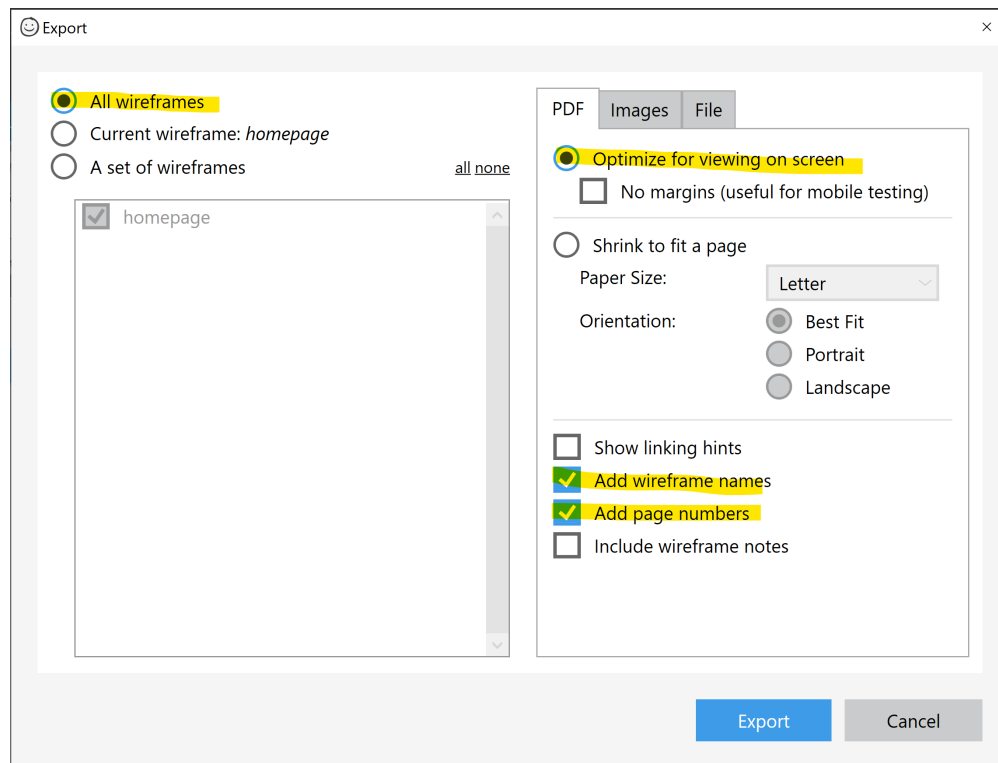 Export
All wireframes
Current wireframe: homepage
A set of wireframes
all none
homepage
PDF
Images
File
Optimize for viewing on screen
No margins (useful for mobile testing)
Shrink to fit a page
Paper Size:
Letter
Orientation:
Best Fit
Portrait
Landscape
Show linking hints
Add wireframe names
Add page numbers
Include wireframe notes
Export
Cancel